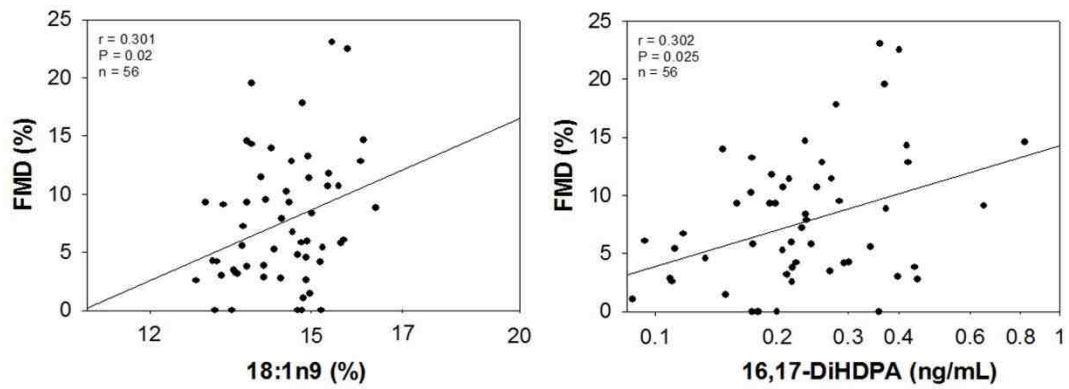 25
20
15
10
5
0
FMD (%)
r = 0.301
P = 0.02
n = 56
12 15 17 20
18:1n9 (%)
25
20
15
10
5
0
FMD (%)
r = 0.302
P = 0.025
n = 56
0.1 0.2 0.3 0.4 0.6 0.8 1
16,17-DiHDPA (ng/mL)